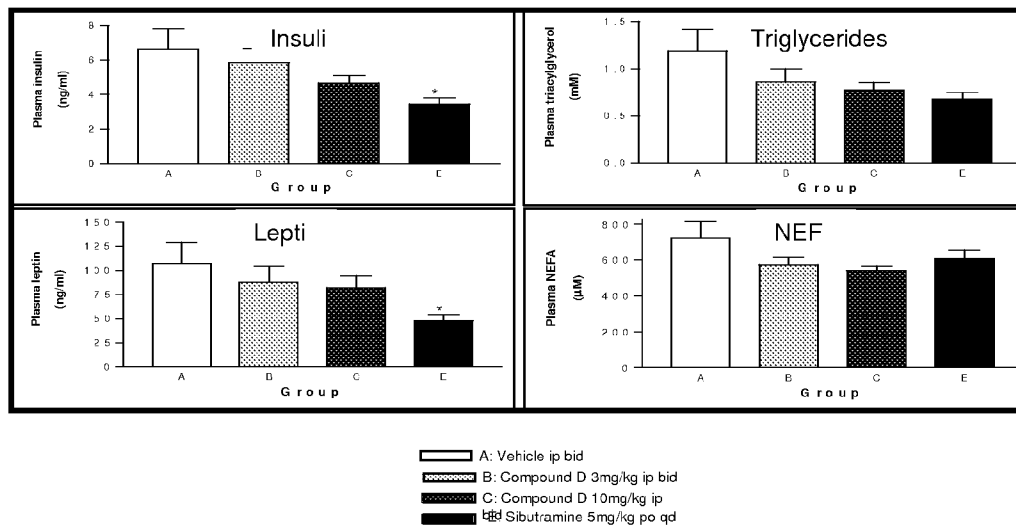 Insuli
Plasma insulin
(ng/ml)
8
6
4
2
0
*
A B C E
Group
Triglycerides
Plasma triacylglycerol
(mM)
1.5
1.0
0.5
0.0
A B C E
Group
Lepti
Plasma leptin
(ng/ml)
150
125
100
75
50
25
0
*
A B C E
Group
NEF
Plasma NEFA
(µM)
800
600
400
200
0
A B C E
Group
A: Vehicle ip bid
B: Compound D 3mg/kg ip bid
C: Compound D 10mg/kg ip
bid
E: Sibutramine 5mg/kg po qd